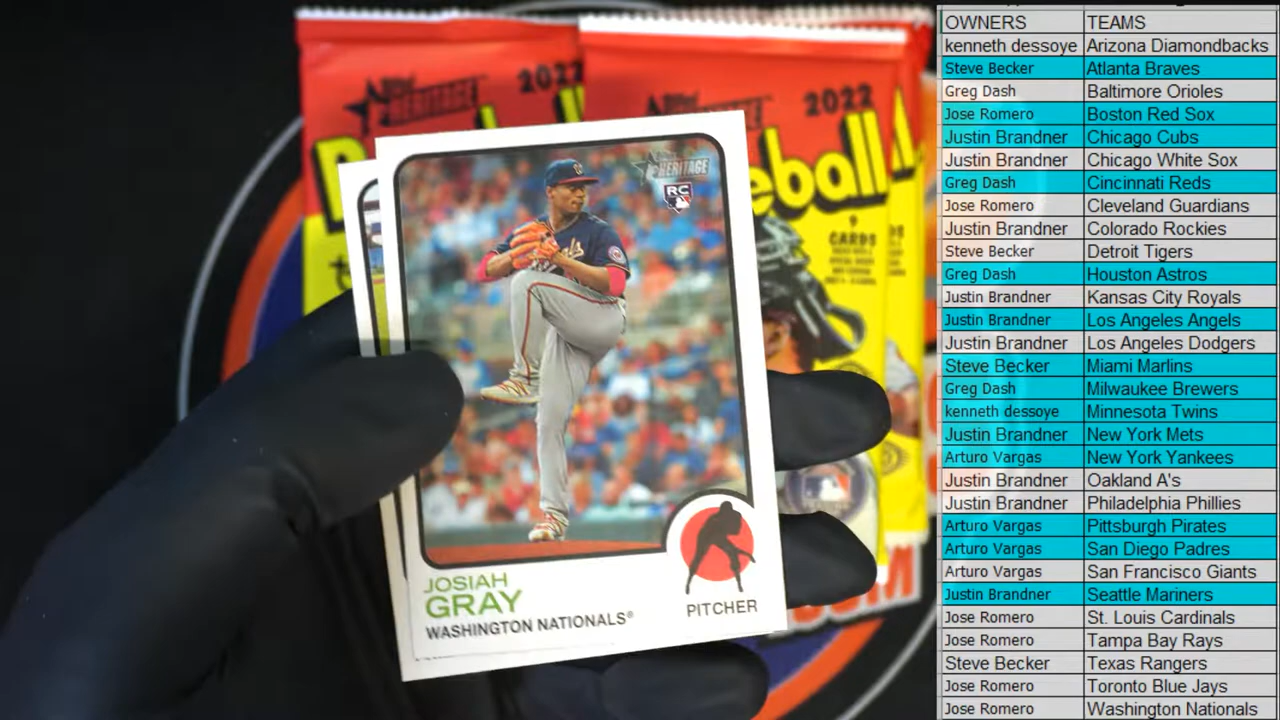 HERITAGE
2022
2022
eball
9
CARDS
HERITAGE
RC
JOSIAH
GRAY
WASHINGTON NATIONALS®
PITCHER
OWNERS TEAMS
kenneth dessoye Arizona Diamondbacks
Steve Becker Atlanta Braves
Greg Dash Baltimore Orioles
Jose Romero Boston Red Sox
Justin Brandner Chicago Cubs
Justin Brandner Chicago White Sox
Greg Dash Cincinnati Reds
Jose Romero Cleveland Guardians
Justin Brandner Colorado Rockies
Steve Becker Detroit Tigers
Greg Dash Houston Astros
Justin Brandner Kansas City Royals
Justin Brandner Los Angeles Angels
Justin Brandner Los Angeles Dodgers
Steve Becker Miami Marlins
Greg Dash Milwaukee Brewers
kenneth dessoye Minnesota Twins
Justin Brandner New York Mets
Arturo Vargas New York Yankees
Justin Brandner Oakland A's
Justin Brandner Philadelphia Phillies
Arturo Vargas Pittsburgh Pirates
Arturo Vargas San Diego Padres
Arturo Vargas San Francisco Giants
Justin Brandner Seattle Mariners
Jose Romero St. Louis Cardinals
Jose Romero Tampa Bay Rays
Steve Becker Texas Rangers
Jose Romero Toronto Blue Jays
Jose Romero Washington Nationals